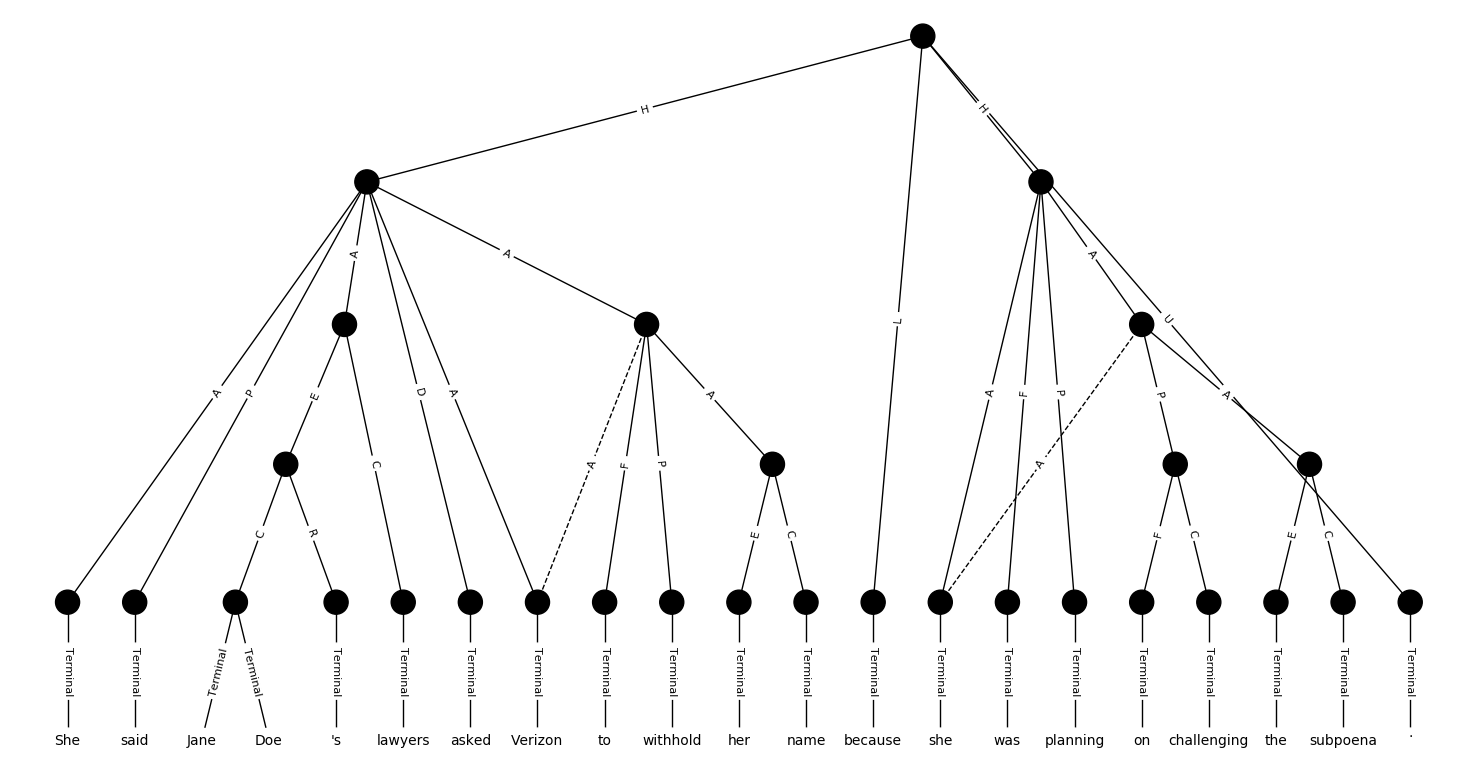 H H
A A
L U
A P E C D A A F P A A P A
A F P A
C R E C F C E C
Terminal Terminal Terminal Terminal Terminal Terminal Terminal Terminal Terminal Terminal Terminal Terminal Terminal Terminal Terminal Terminal Terminal Terminal Terminal Terminal Terminal
She said Jane Doe 's lawyers asked Verizon to withhold her name because she was planning on challenging the subpoena .